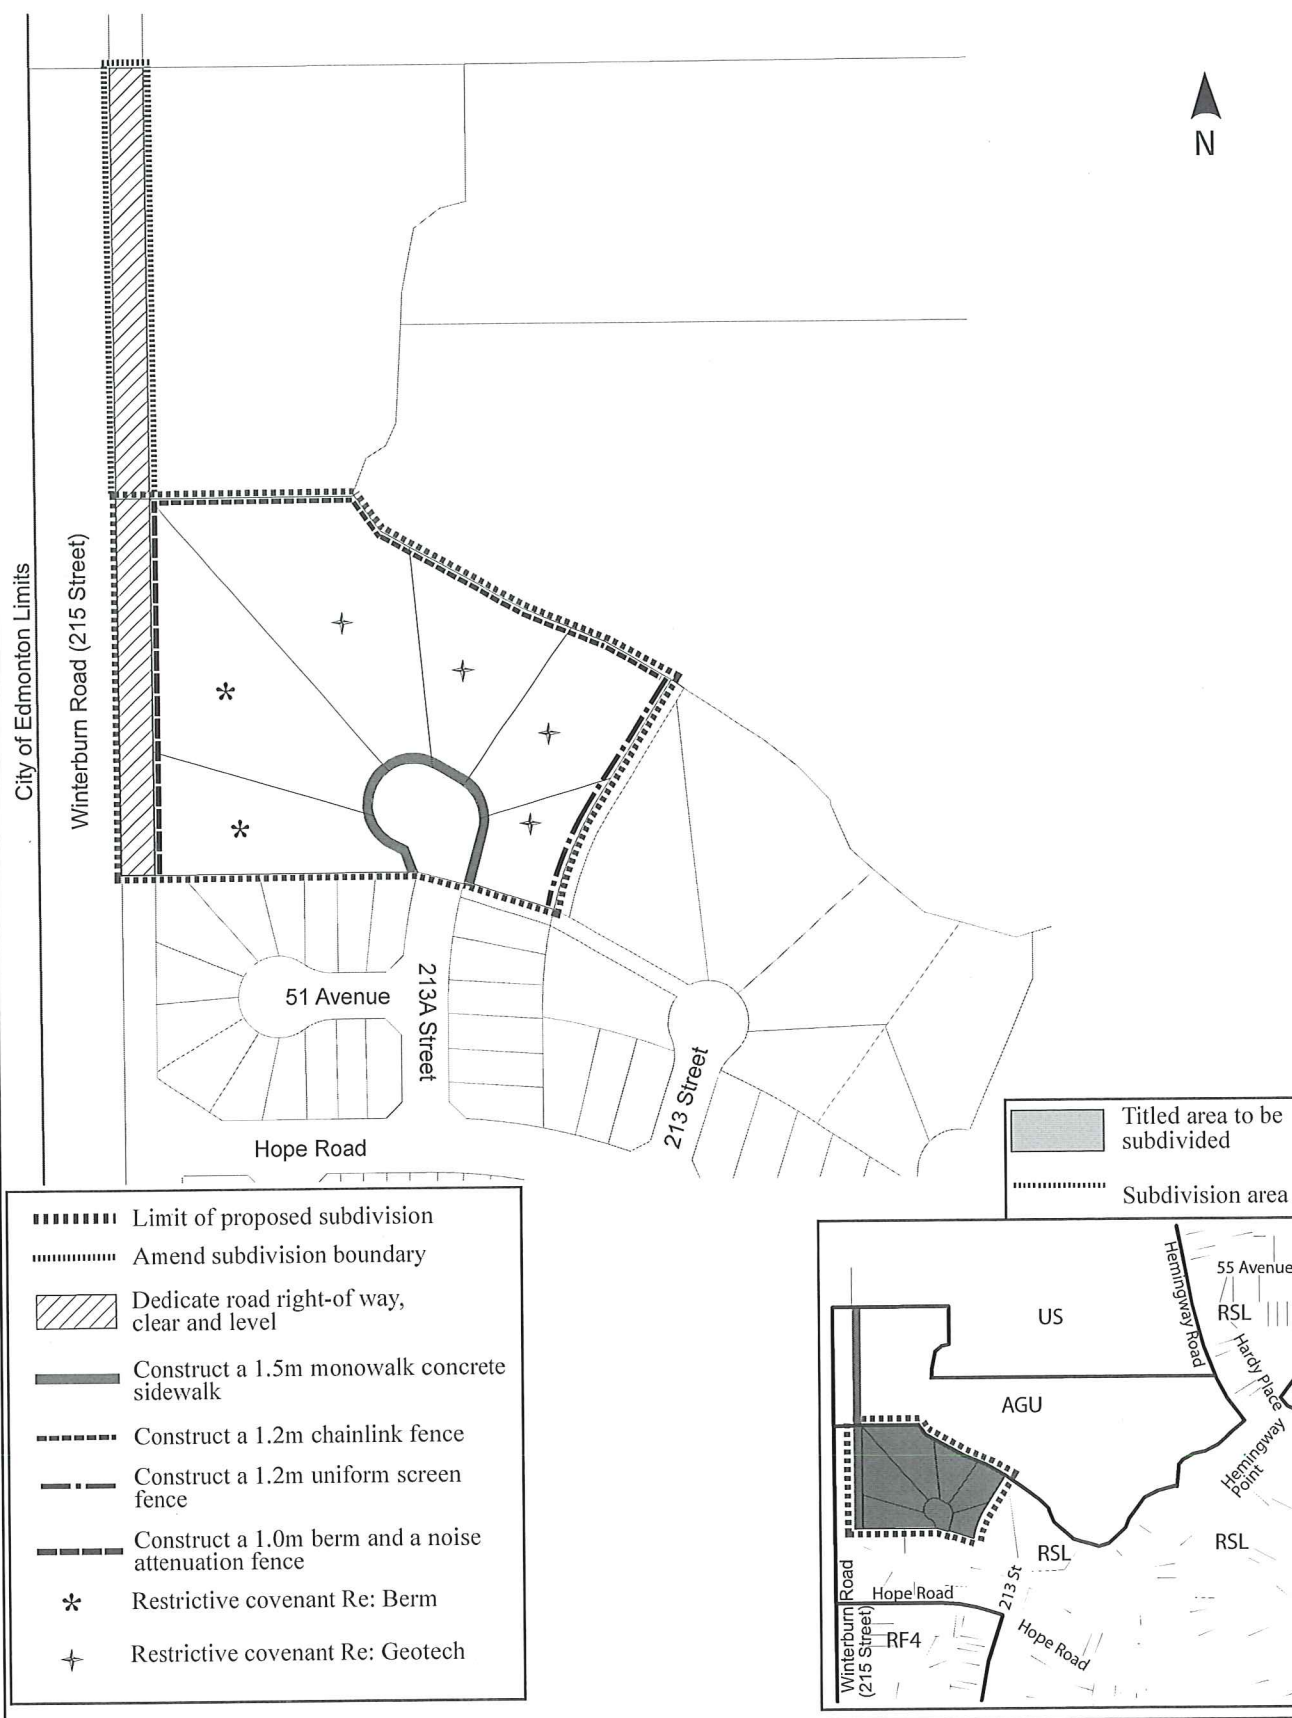 N
City of Edmonton Limits
Winterburn Road (215 Street)
51 Avenue
213A Street
213 Street
Hope Road
Titled area to be
subdivided
Subdivision area
Limit of proposed subdivision
Amend subdivision boundary
Dedicate road right-of way,
clear and level
Construct a 1.5m monowalk concrete
sidewalk
Construct a 1.2m chainlink fence
Construct a 1.2m uniform screen
fence
Construct a 1.0m berm and a noise
attenuation fence
* Restrictive covenant Re: Berm
Restrictive covenant Re: Geotech
US
Hemingway Road
55 Avenue
RSL
Hardy Place
AGU
Hemingway
Point
RSL
RSL
213 St
Hope Road
Winterburn Road
(215 Street)
RF4
Hope Road